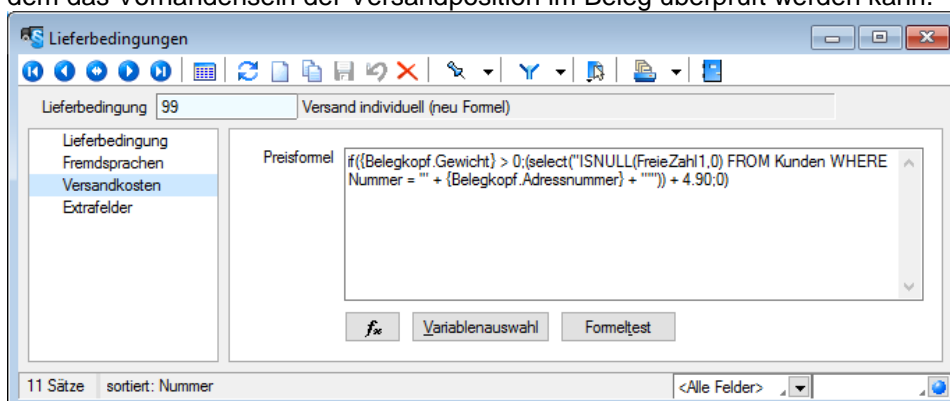 dem das Vorhandensein der Versandposition im Beleg überprüft werden kann.
Lieferbedingungen
Lieferbedingung 99 Versand individuell (neu Formel)
Lieferbedingung
Fremdsprachen
Versandkosten
Extrafelder
Preisformel
if({Belegkopf.Gewicht} > 0;(select("ISNULL(FreieZahl1,0) FROM Kunden WHERE
Nummer = '" + {Belegkopf.Adressnummer} + "'")) + 4.90;0)
fx Variablenauswahl Formeltest
11 Sätze sortiert: Nummer <Alle Felder>